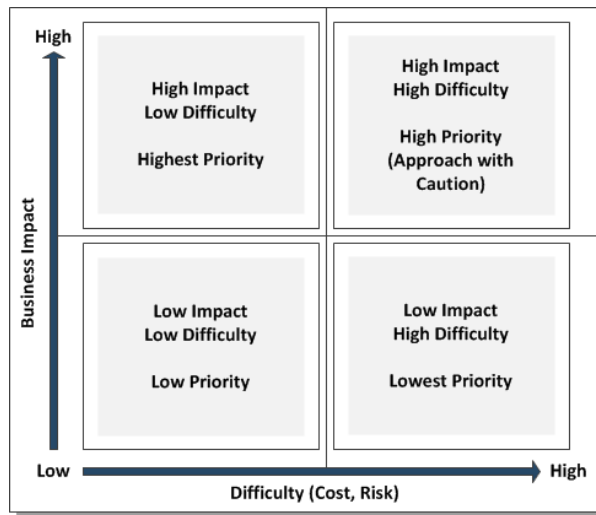 High
High Impact
Low Difficulty
Highest Priority
High Impact
High Difficulty
High Priority
(Approach with
Caution)
Business Impact
Low Impact
Low Difficulty
Low Priority
Low Impact
High Difficulty
Lowest Priority
Low
High
Difficulty (Cost, Risk)